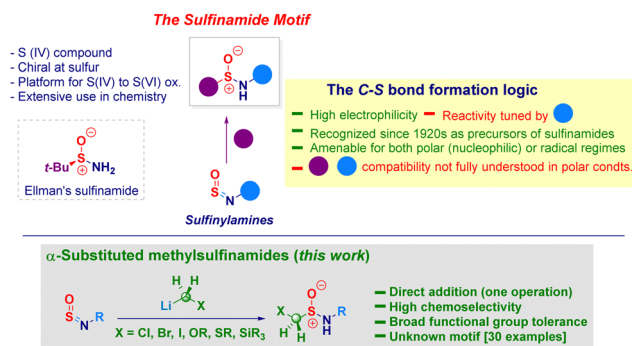 The Sulfinamide Motif
- S (IV) compound
- Chiral at sulfur
- Platform for S(IV) to S(VI) ox.
- Extensive use in chemistry
O
S
N
H
t-Bu
O
S
NH2
Ellman's sulfinamide
O
S
N
Sulfinylamines
The C-S bond formation logic
High electrophilicity
Reactivity tuned by
Recognized since 1920s as precursors of sulfinamides
Amenable for both polar (nucleophilic) or radical regimes
compatibility not fully understood in polar condts.
α-Substituted methylsulfinamides (this work)
O
S
N
R
H
H
Li
C
X
X = Cl, Br, I, OR, SR, SiR3
O
X
C
S
N
R
H
H
H
Direct addition (one operation)
High chemoselectivity
Broad functional group tolerance
Unknown motif [30 examples]